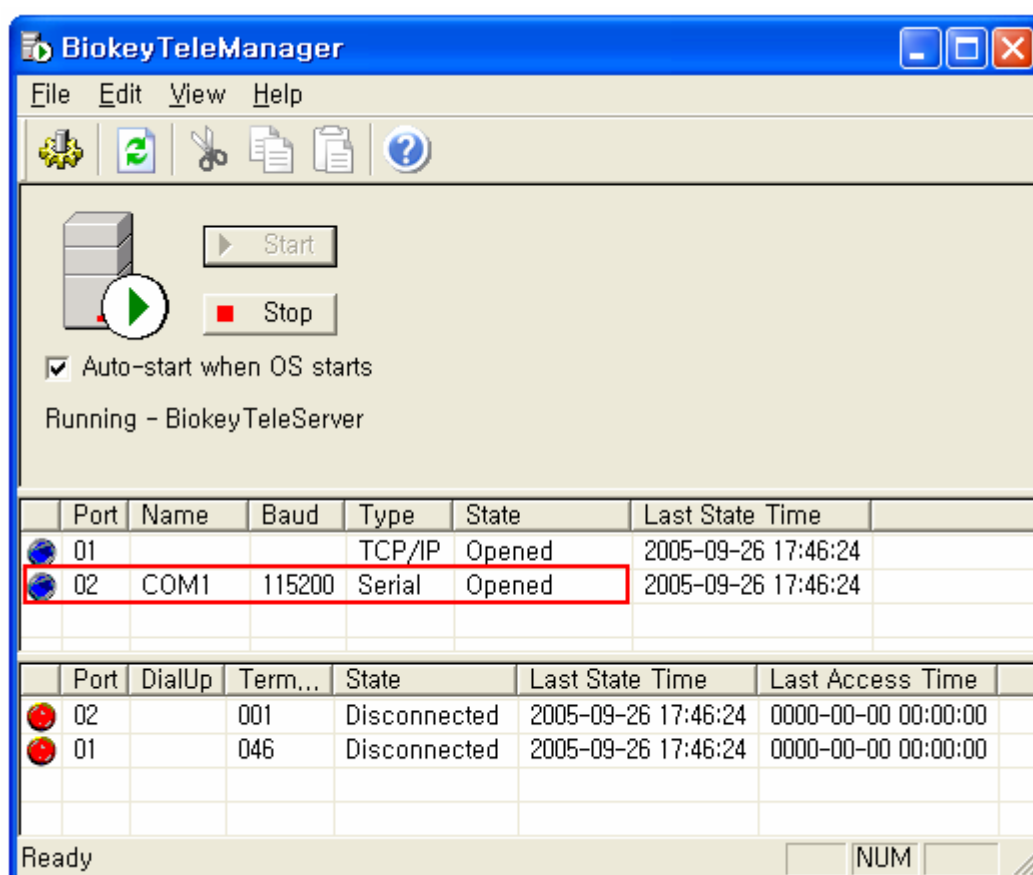 BiokeyTeleManager
File Edit View Help
Start
Stop
Auto-start when OS starts
Running - BiokeyTeleServer
Port Name Baud Type State Last State Time
01 TCP/IP Opened 2005-09-26 17:46:24
02 COM1 115200 Serial Opened 2005-09-26 17:46:24
Port DialUp Term... State Last State Time Last Access Time
02 001 Disconnected 2005-09-26 17:46:24 0000-00-00 00:00:00
01 046 Disconnected 2005-09-26 17:46:24 0000-00-00 00:00:00
Ready NUM